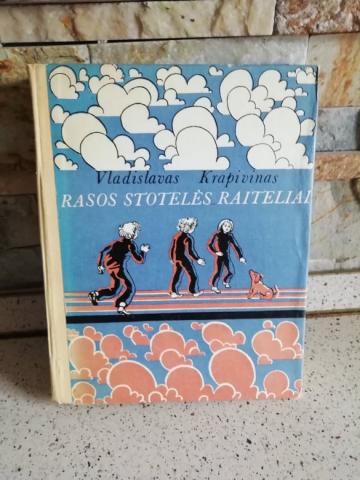 Vladislavas Krapivinas
RASOS STOTELĖS RAITELIAI